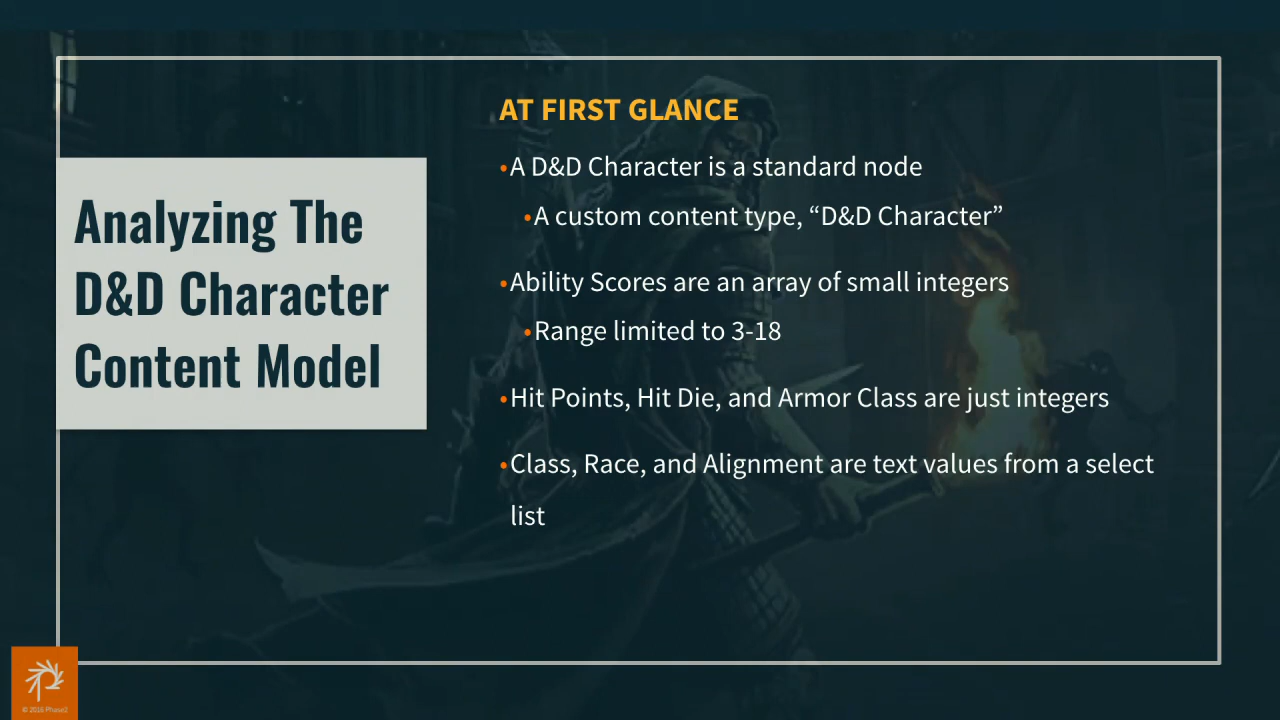 AT FIRST GLANCE
•A D&D Character is a standard node
•A custom content type, “D&D Character”
•Ability Scores are an array of small integers
•Range limited to 3-18
•Hit Points, Hit Die, and Armor Class are just integers
•Class, Race, and Alignment are text values from a select
list
Analyzing The
D&D Character
Content Model
© 2016 Phase2